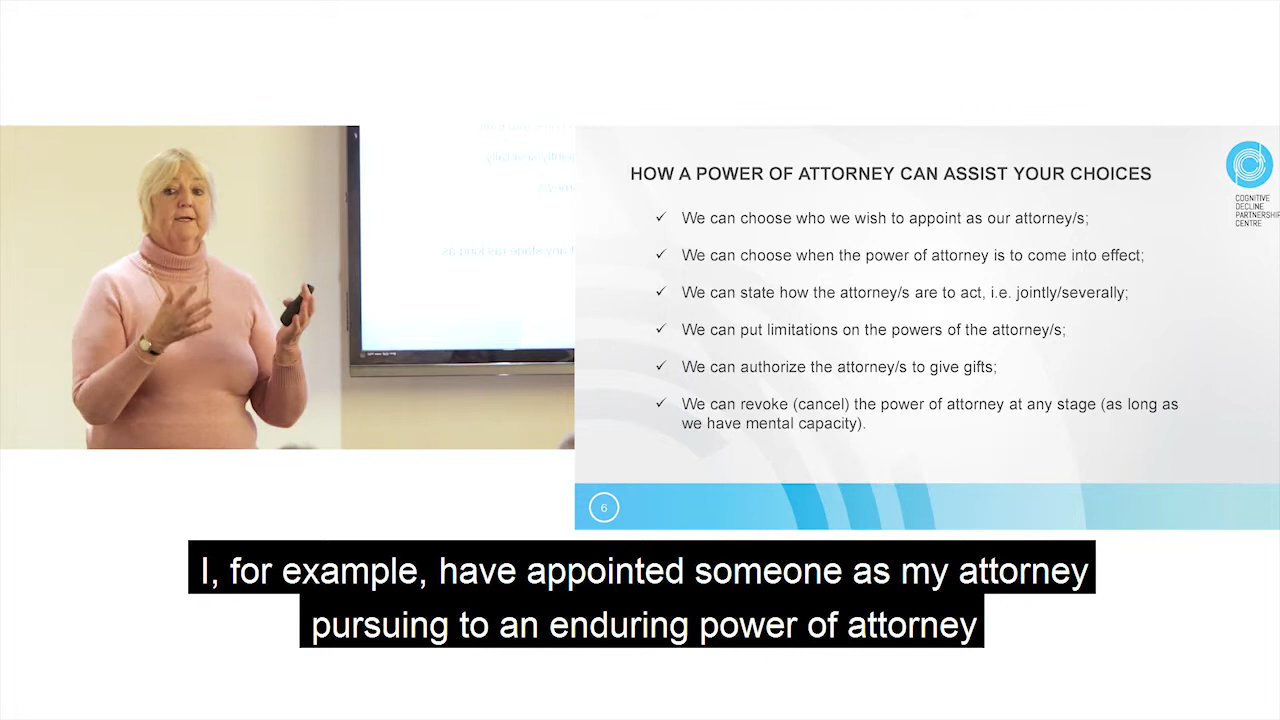 HOW A POWER OF ATTORNEY CAN ASSIST YOUR CHOICES
COGNITIVE
DECLINE
PARTNERSHIP
CENTRE
✓ We can choose who we wish to appoint as our attorney/s;
✓ We can choose when the power of attorney is to come into effect;
✓ We can state how the attorney/s are to act, i.e. jointly/severally;
✓ We can put limitations on the powers of the attorney/s;
✓ We can authorize the attorney/s to give gifts;
✓ We can revoke (cancel) the power of attorney at any stage (as long as
we have mental capacity).
6
I, for example, have appointed someone as my attorney
pursuing to an enduring power of attorney